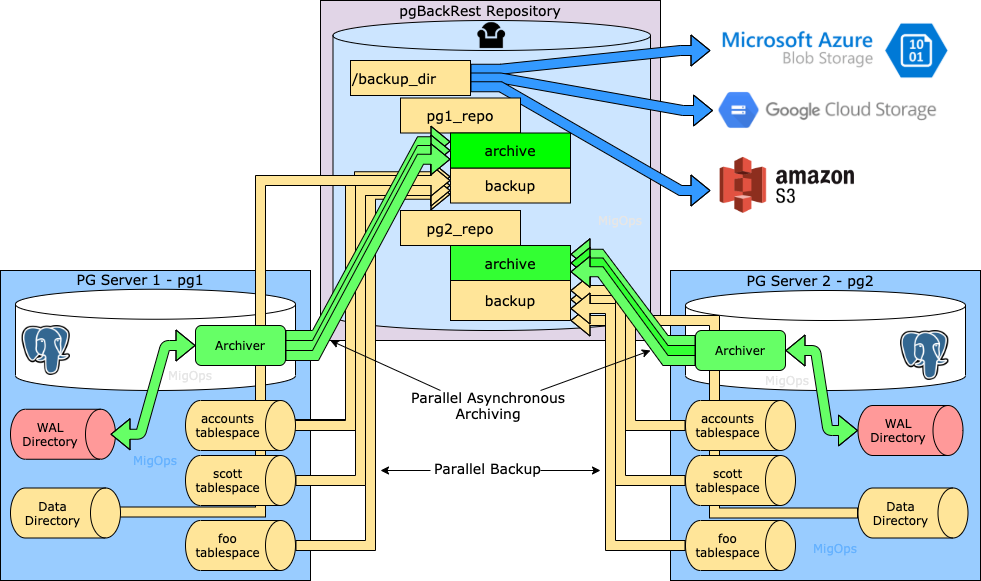 pgBackRest Repository
/backup_dir
Microsoft Azure
Blob Storage
10
01
Google Cloud Storage
pg1_repo
archive
backup
amazon
S3
pg2_repo
MigOps
archive
backup
PG Server 1 - pg1
Archiver
MigOps
WAL
Directory
MigOps
accounts
tablespace
scott
tablespace
Data
Directory
foo
tablespace
Parallel Asynchronous
Archiving
Parallel Backup
PG Server 2 - pg2
Archiver
MigOps
accounts
tablespace
WAL
Directory
scott
tablespace
Data
Directory
foo
tablespace
MigOps